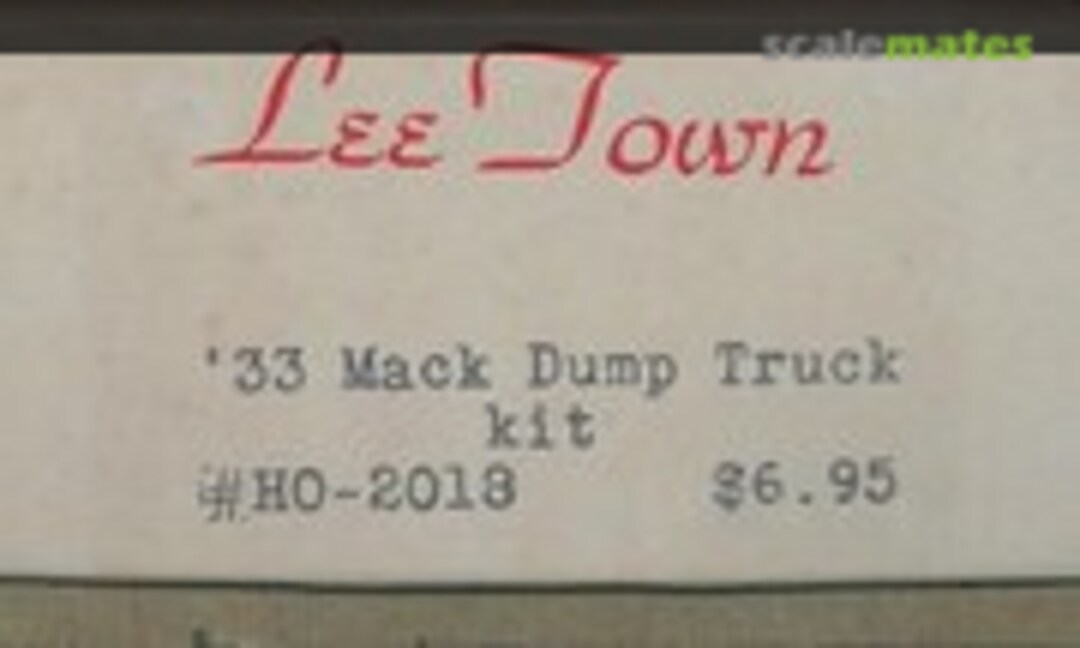 scalemates
Lee Town
'33 Mack Dump Truck
kit
#HO-2018 $6.95